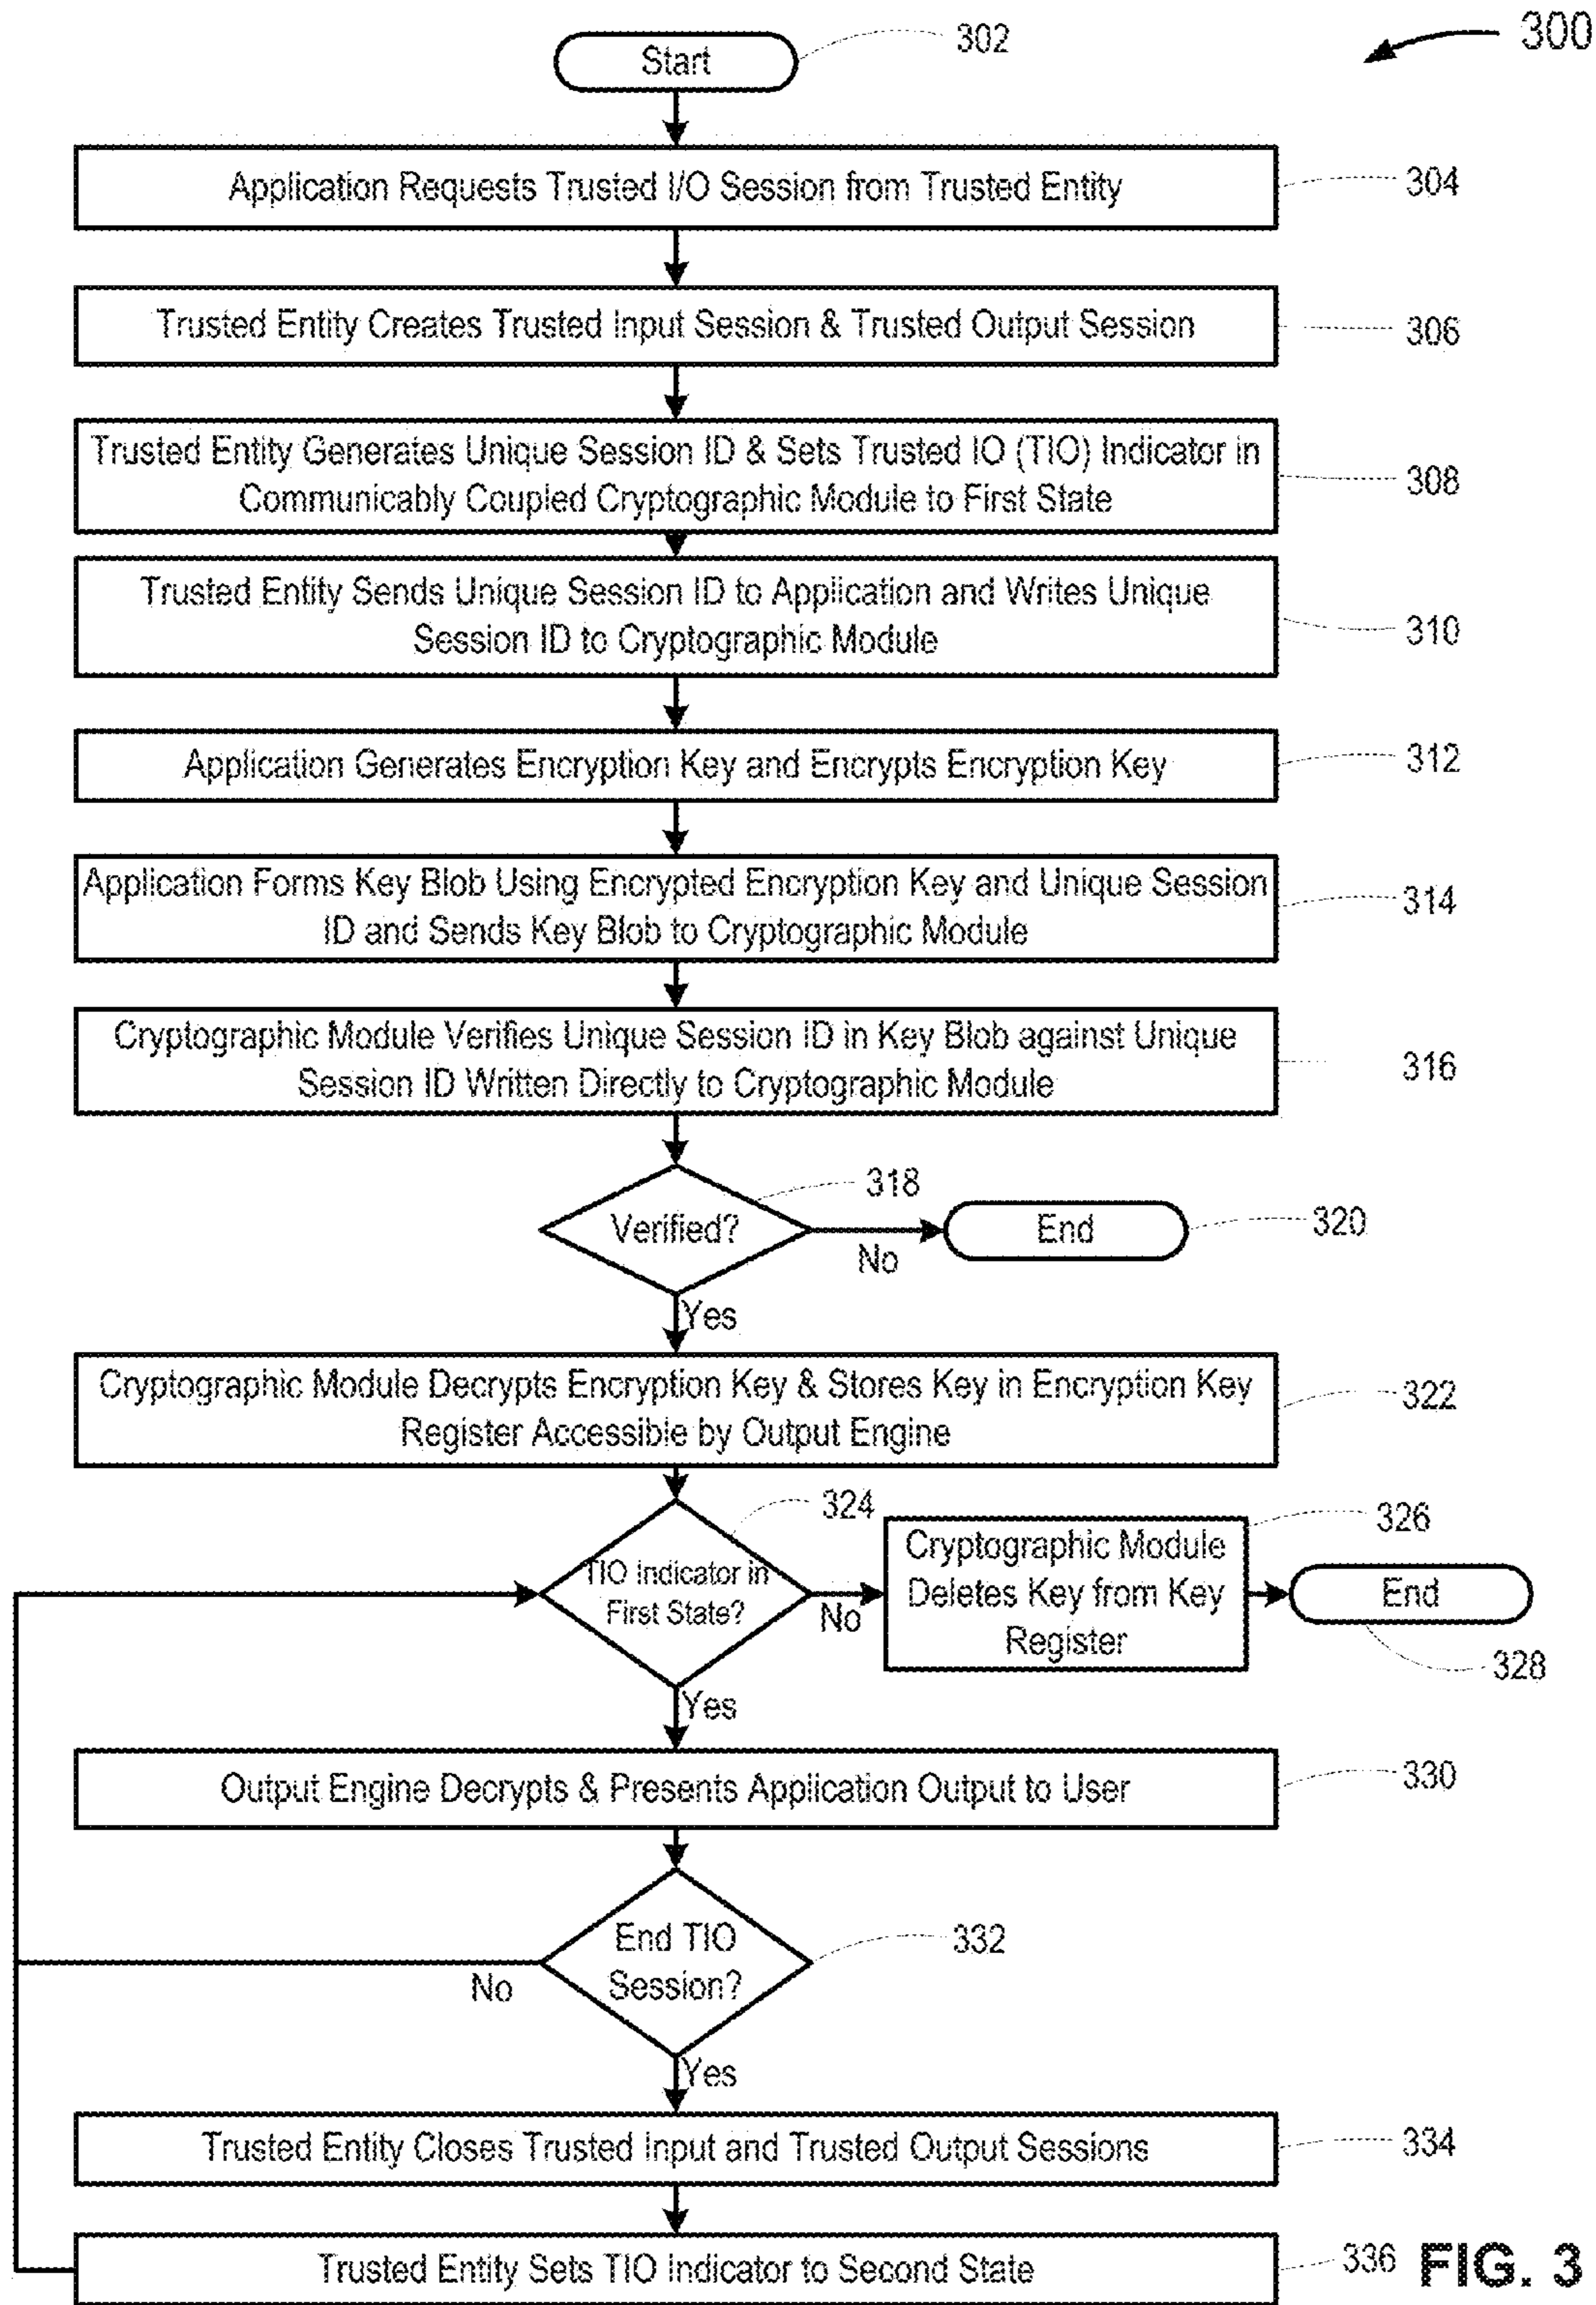 300
Start
302
Application Requests Trusted I/O Session from Trusted Entity
304
Trusted Entity Creates Trusted Input Session & Trusted Output Session
306
Trusted Entity Generates Unique Session ID & Sets Trusted IO (TIO) Indicator in
Communicably Coupled Cryptographic Module to First State
308
Trusted Entity Sends Unique Session ID to Application and Writes Unique
Session ID to Cryptographic Module
310
Application Generates Encryption Key and Encrypts Encryption Key
312
Application Forms Key Blob Using Encrypted Encryption Key and Unique Session
ID and Sends Key Blob to Cryptographic Module
314
Cryptographic Module Verifies Unique Session ID in Key Blob against Unique
Session ID Written Directly to Cryptographic Module
316
318
Verified?
No
End
320
Yes
Cryptographic Module Decrypts Encryption Key & Stores Key in Encryption Key
Register Accessible by Output Engine
322
324
TIO Indicator in
First State?
No
326
Cryptographic Module
Deletes Key from Key
Register
End
328
Yes
Output Engine Decrypts & Presents Application Output to User
330
End TIO
Session?
332
No
Yes
Trusted Entity Closes Trusted Input and Trusted Output Sessions
334
Trusted Entity Sets TIO Indicator to Second State
336
FIG. 3